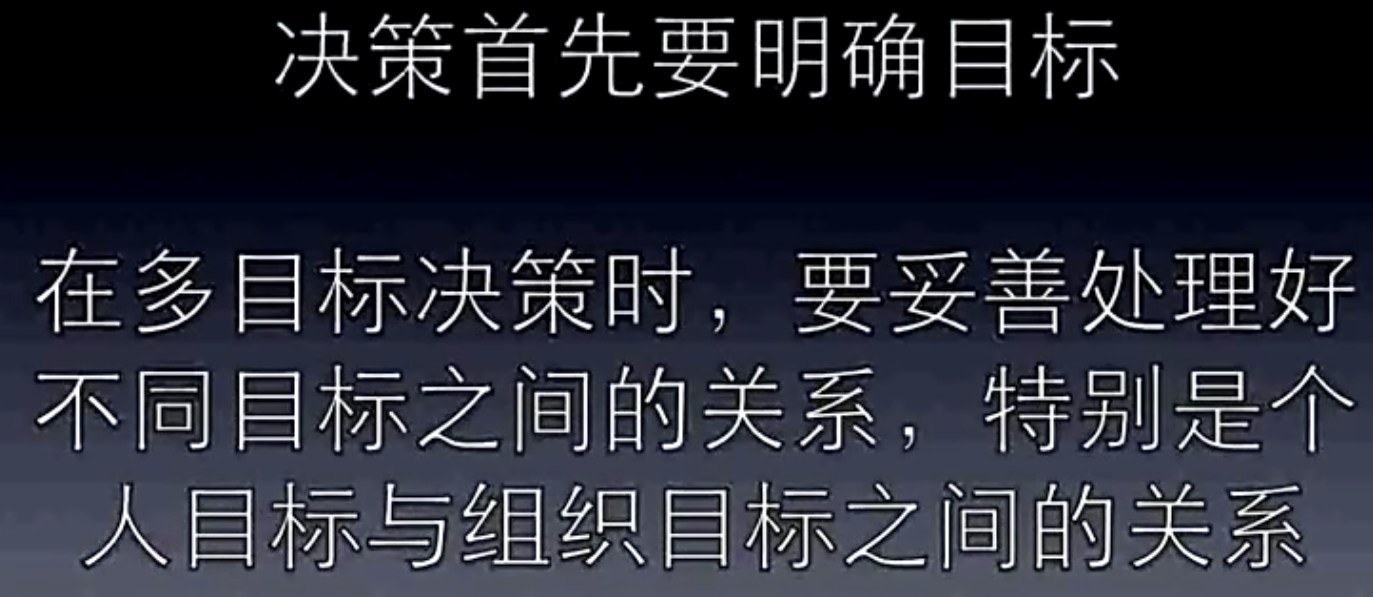 决策首先要明确目标
在多目标决策时，要妥善处理好
不同目标之间的关系，特别是个
人目标与组织目标之间的关系